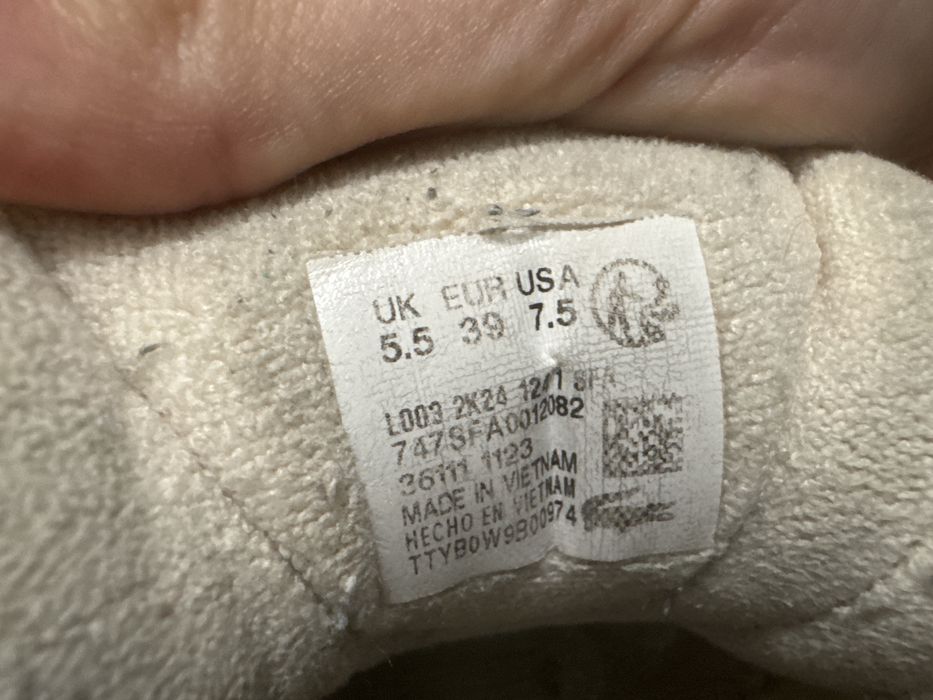 UK EUR USA
5.5 39 7.5
L003 2K24 124/1 SFA
747SFA0012082
36111 1123
MADE IN VIETNAM
HECHO EN VIETNAM
TTYB0W9B00974